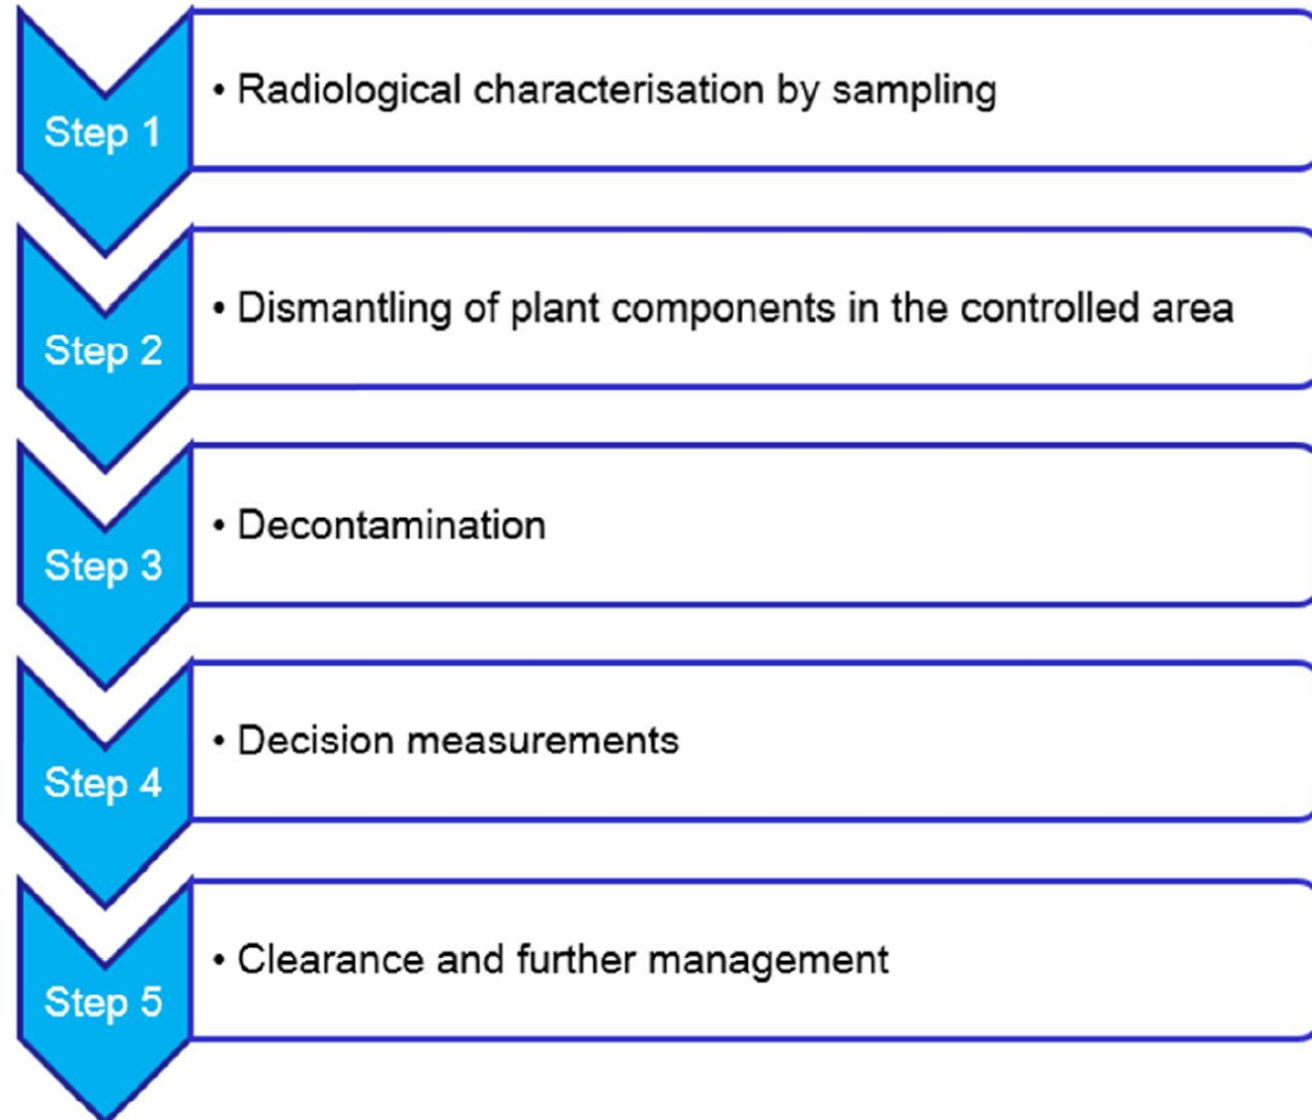 Step 1
• Radiological characterisation by sampling
Step 2
• Dismantling of plant components in the controlled area
Step 3
• Decontamination
Step 4
• Decision measurements
Step 5
• Clearance and further management